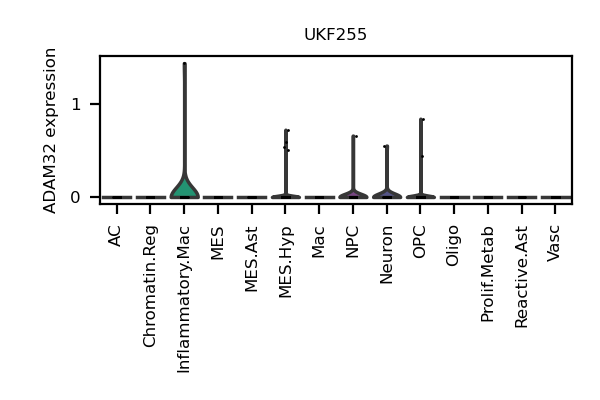 UKF255
ADAM32 expression
1
0
AC
Chromatin.Reg
Inflammatory.Mac
MES
MES.Ast
MES.Hyp
Mac
NPC
Neuron
OPC
Oligo
Prolif.Metab
Reactive.Ast
Vasc